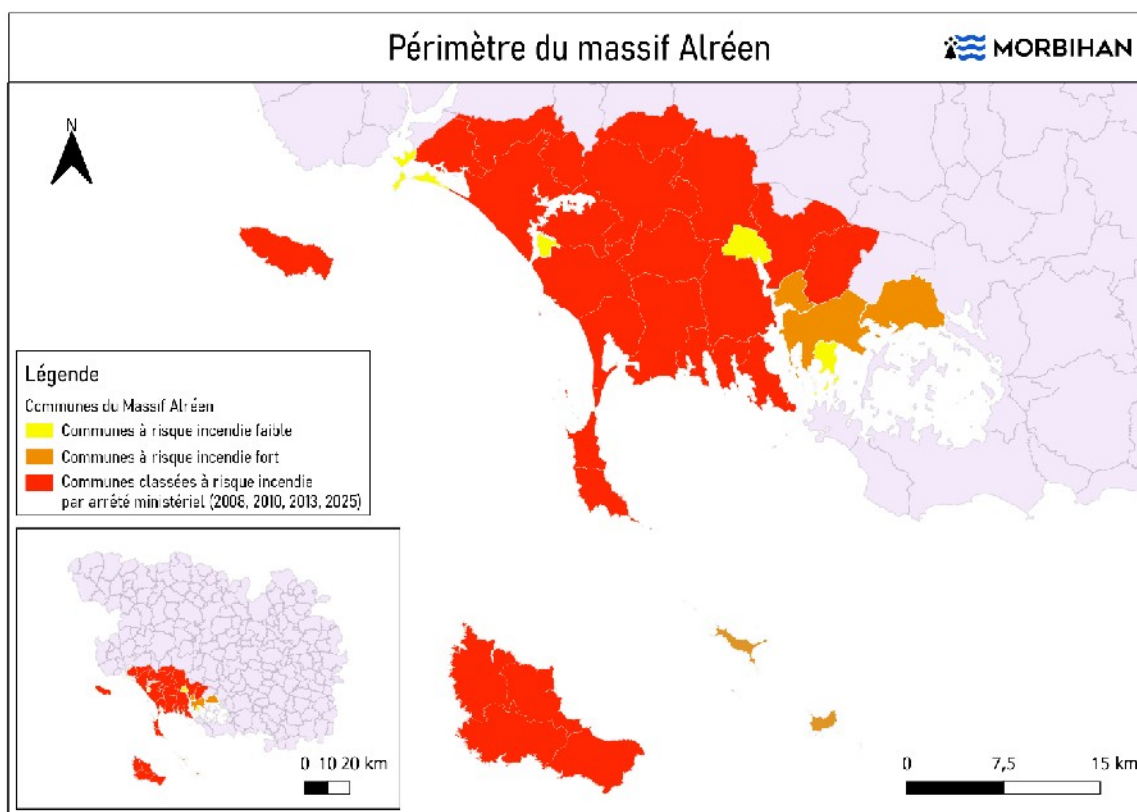 Périmètre du massif Alréen
MORBIHAN
N
Légende
Communes du Massif Alréen
Communes à risque incendie faible
Communes à risque incendie fort
Communes classées à risque incendie
par arrêté ministériel (2008, 2010, 2013, 2025)
0 10 20 km
0 7,5 15 km